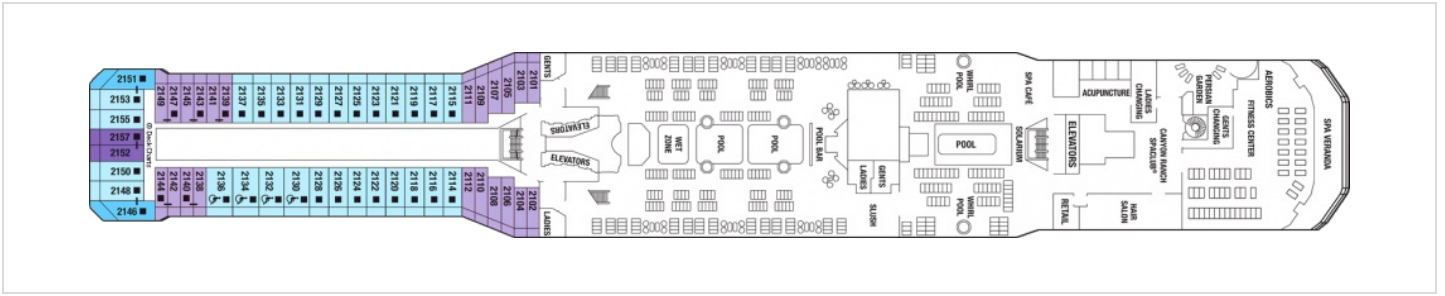 2151
2153
2155
2157
2152
2150
2148
2146
© Deck Charts
2149
2147
2145
2143
2141
2139
2137
2135
2133
2131
2129
2127
2125
2123
2121
2119
2117
2115
2111
2109
2107
2105
2103
2101
2144
2142
2140
2138
2136
2134
2132
2130
2128
2126
2124
2122
2120
2118
2116
2114
2112
2110
2108
2106
2104
2102
GENTS
LADIES
ELEVATORS
ELEVATORS
WET
ZONE
POOL
POOL
POOL BAR
GENTS
LADIES
SLUSH
WHIRL
POOL
POOL
WHIRL
POOL
SPA CAFÉ
SOLARIUM
ELEVATORS
RETAIL
ACUPUNCTURE
LADIES
CHANGING
CANYON RANCH
SPACLUB®
HAIR
SALON
PERSIAN
GARDEN
GENTS
CHANGING
AEROBICS
FITNESS CENTER
SPA VERANDA